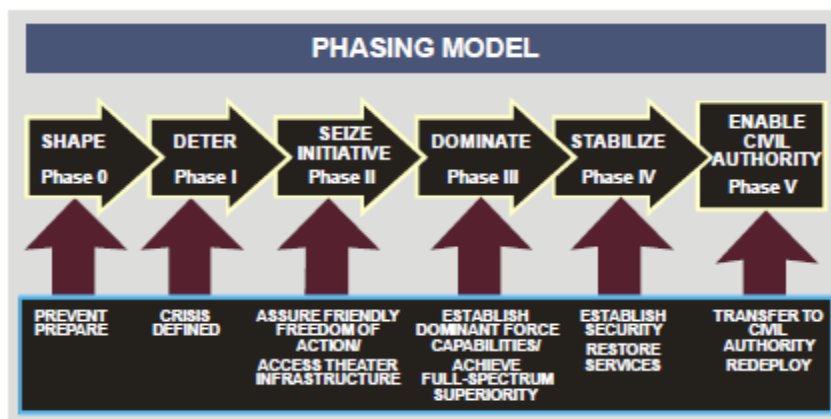 PHASING MODEL
SHAPE
Phase 0
DETER
Phase I
SEIZE
INITIATIVE
Phase II
DOMINATE
Phase III
STABILIZE
Phase IV
ENABLE
CIVIL
AUTHORITY
Phase V
PREVENT
PREPARE
CRISIS
DEFINED
ASSURE FRIENDLY
FREEDOM OF
ACTION/
ACCESS THEATER
INFRASTRUCTURE
ESTABLISH
DOMINANT FORCE
CAPABILITIES/
ACHIEVE
FULL-SPECTRUM
SUPERIORITY
ESTABLISH
SECURITY
RESTORE
SERVICES
TRANSFER TO
CIVIL
AUTHORITY
REDEPLOY